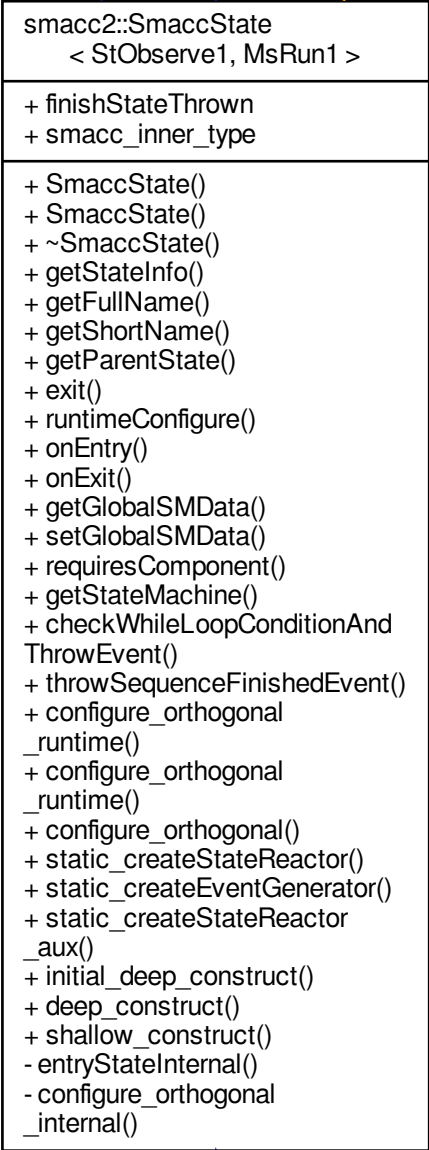 smacc2::SmaccState
< StObserve1, MsRun1 >
+ finishStateThrown
+ smacc_inner_type
+ SmaccState()
+ SmaccState()
+ ~SmaccState()
+ getStateInfo()
+ getFullName()
+ getShortName()
+ getParentState()
+ exit()
+ runtimeConfigure()
+ onEntry()
+ onExit()
+ getGlobalSMData()
+ setGlobalSMData()
+ requiresComponent()
+ getStateMachine()
+ checkWhileLoopConditionAnd
ThrowEvent()
+ throwSequenceFinishedEvent()
+ configure_orthogonal
_runtime()
+ configure_orthogonal
_runtime()
+ configure_orthogonal()
+ static_createStateReactor()
+ static_createEventGenerator()
+ static_createStateReactor
_aux()
+ initial_deep_construct()
+ deep_construct()
+ shallow_construct()
- entryStateInternal()
- configure_orthogonal
_internal()